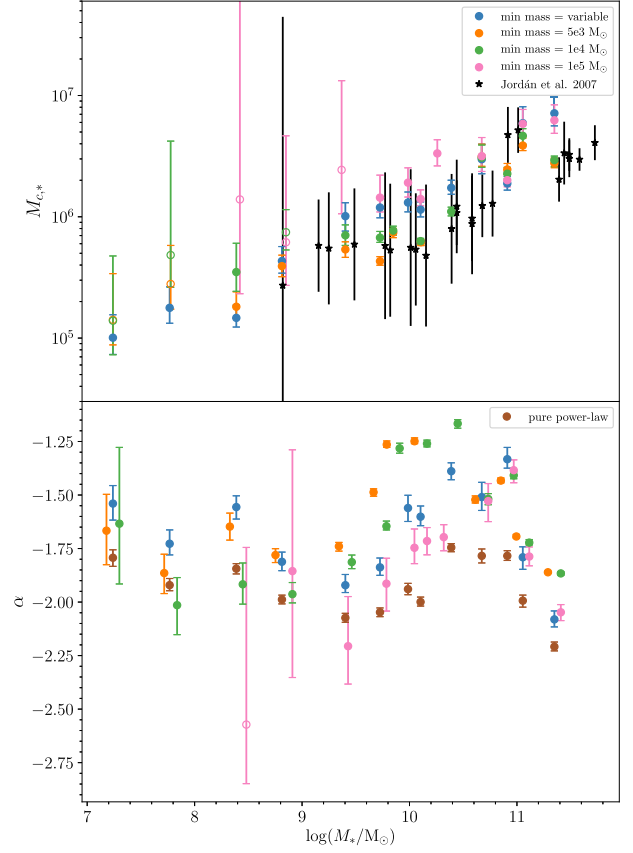 min mass = variable
min mass = 5e3 M⊙
min mass = 1e4 M⊙
min mass = 1e5 M⊙
Jordán et al. 2007
10⁷
10⁶
10⁵
M_{c,*}
pure power-law
−1.25
−1.50
−1.75
−2.00
−2.25
−2.50
−2.75
α
7 8 9 10 11
log(M_*/M⊙)